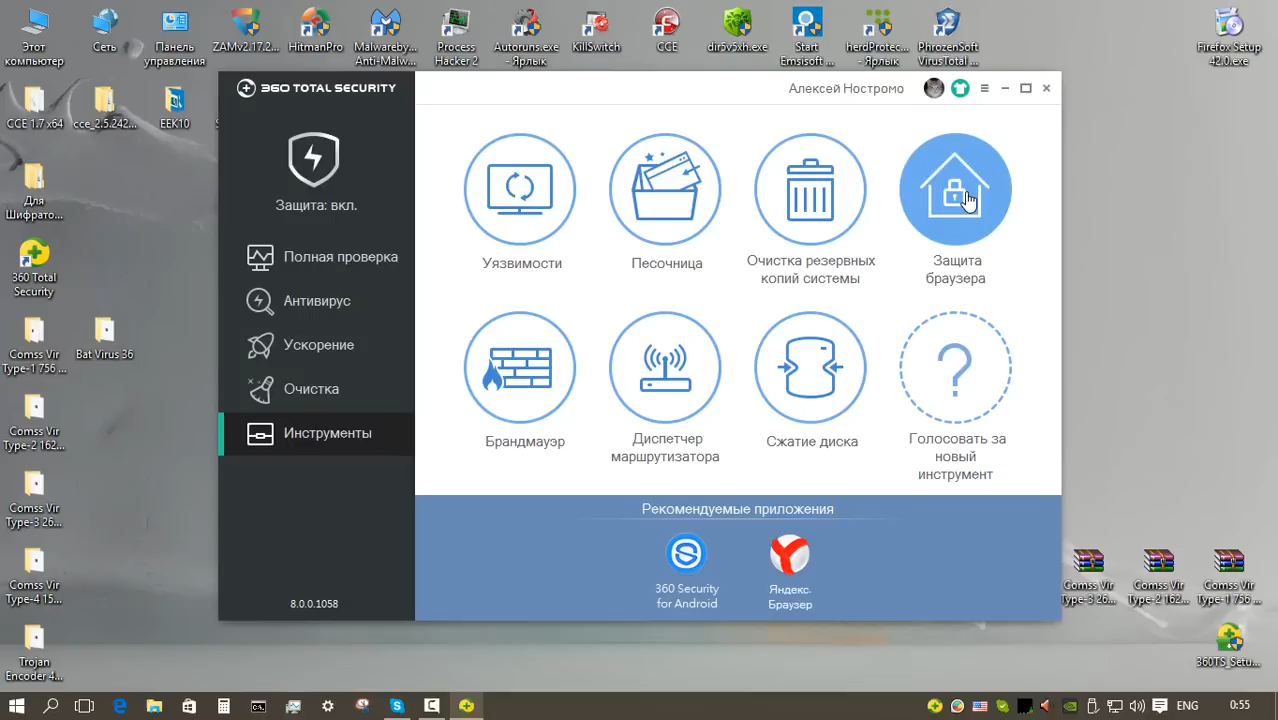 Этот
компьютер
Сеть
Панель
управления
ZAMv2.17.2...
HitmanPro
Malwareby...
Anti-Malw...
Process
Hacker 2
Autoruns.exe
- Ярлык
KillSwitch
CCE
dir5v5xh.exe
Start
Emsisoft ...
herdProtec...
- Ярлык
PhrozenSoft
VirusTotal ...
Firefox Setup
42.0.exe
CCE 1.7 x64
cce_2.5.242...
EEK10
Для
Шифрато...
360 Total
Security
Comss Vir
Type-1 756 ...
Bat Virus 36
Comss Vir
Type-2 162...
Comss Vir
Type-3 26...
Comss Vir
Type-4 15...
Trojan
Encoder 4...
360 TOTAL SECURITY
Защита: вкл.
Полная проверка
Антивирус
Ускорение
Очистка
Инструменты
8.0.0.1058
Алексей Ностромо
Уязвимости
Песочница
Очистка резервных
копий системы
Защита
браузера
Брандмауэр
Диспетчер
маршрутизатора
Сжатие диска
Голосовать за
новый
инструмент
Рекомендуемые приложения
360 Security
for Android
Яндекс.
Браузер
Comss Vir
Type-3 26...
Comss Vir
Type-2 162...
Comss Vir
Type-1 756 ...
360TS_Setu...
ENG
0:55